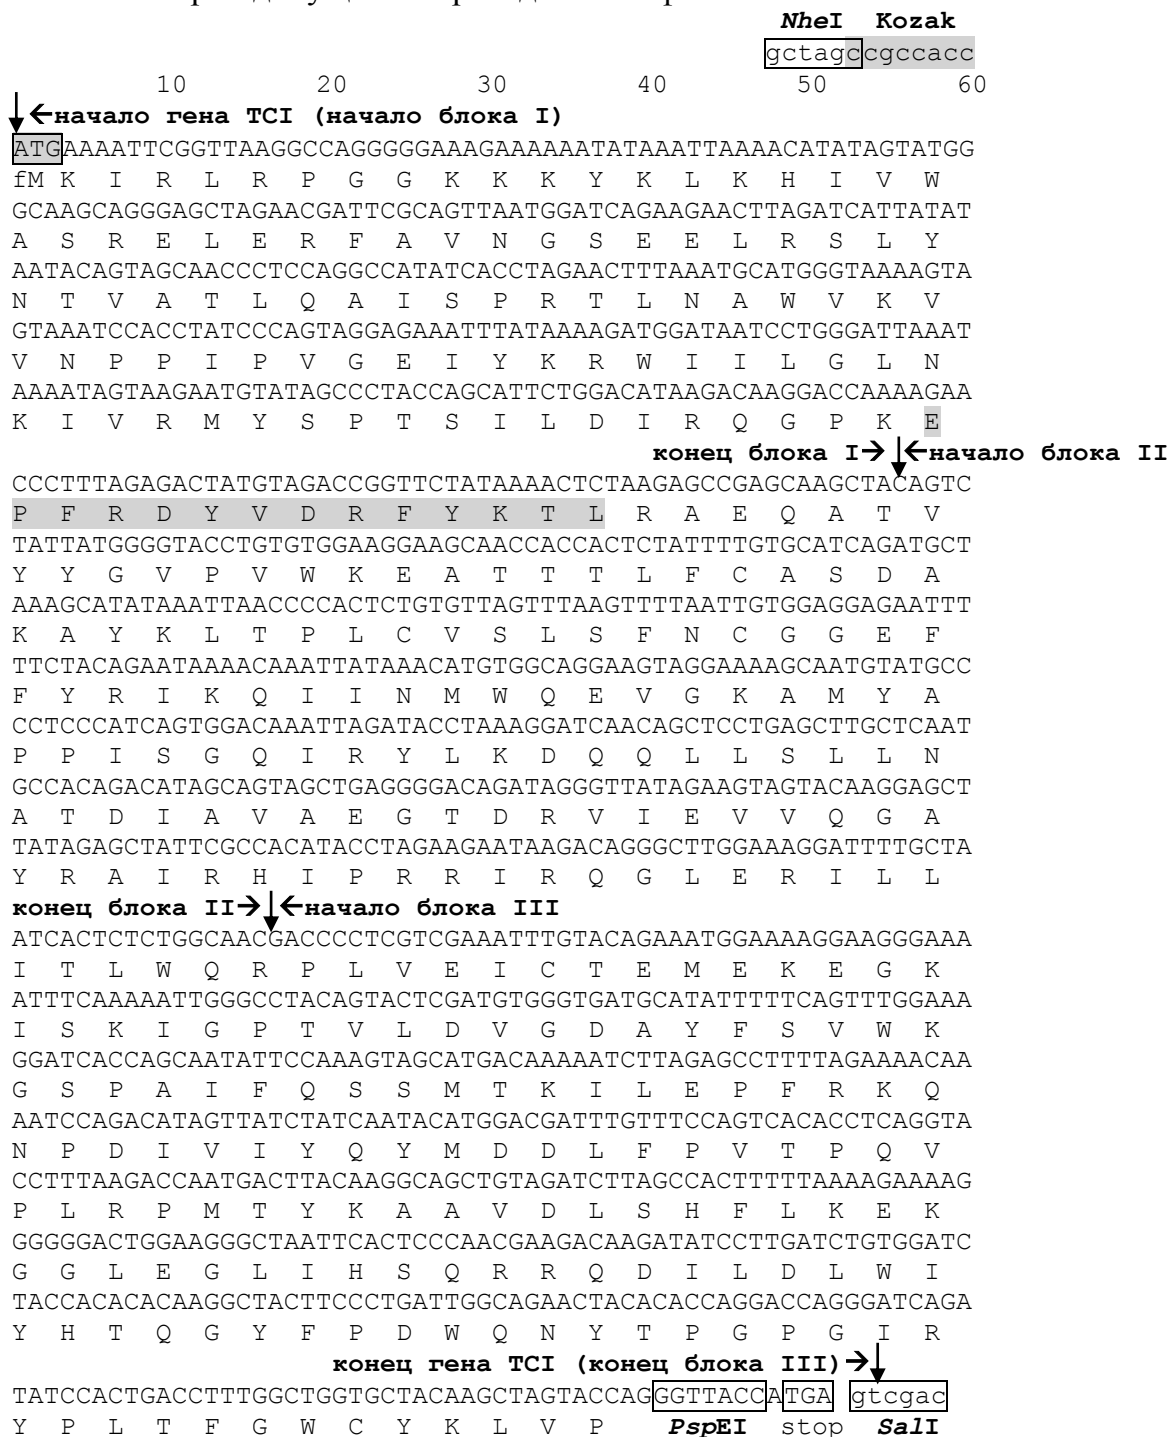 NheI Kozak
gctagccgccacc
10 20 30 40 50 60
←начало гена TCI (начало блока I)
ATGAAAATTCGGTTAAGGCCAGGGGGAAAGAAAAAATATAAATTAAAACATATAGTATGG
fM K I R L R P G G K K K Y K L K H I V W
GCAAGCAGGGAGCTAGAACGATTCGCAGTTAATGGATCAGAAGAACTTAGATCATTATAT
A S R E L E R F A V N G S E E L R S L Y
AATACAGTAGCAACCCTCCAGGCCATATCACCTAGAACTTTAAATGCATGGGTAAAAGTA
N T V A T L Q A I S P R T L N A W V K V
GTAAATCCACCTATCCCAGTAGGAGAAATTTATAAAAGATGGATAATCCTGGGATTAAAT
V N P P I P V G E I Y K R W I I L G L N
AAAATAGTAAGAATGTATAGCCCTACCAGCATTCTGGACATAAGACAAGGACCAAAAGAA
K I V R M Y S P T S I L D I R Q G P K E
конец блока I→ ←начало блока II
CCCTTTAGAGACTATGTAGACCGGTTCTATAAAACTCTAAGAGCCGAGCAAGCTACAGTC
P F R D Y V D R F Y K T L R A E Q A T V
TATTATGGGGTACCTGTGTGGAAGGAAGCAACCACCACTCTATTTTGTGCATCAGATGCT
Y Y G V P V W K E A T T T L F C A S D A
AAAGCATATAAATTAACCCCACTCTGTGTTAGTTTAAGTTTTAATTGTGGAGGAGAATTT
K A Y K L T P L C V S L S F N C G G E F
TTCTACAGAATAAAACAAATTATAAACATGTGGCAGGAAGTAGGAAAAGCAATGTATGCC
F Y R I K Q I I N M W Q E V G K A M Y A
CCTCCCATCAGTGGACAAATTAGATACCTAAAGGATCAACAGCTCCTGAGCTTGCTCAAT
P P I S G Q I R Y L K D Q Q L L S L L N
GCCACAGACATAGCAGTAGCTGAGGGGACAGATAGGGTTATAGAAGTAGTACAAGGAGCT
A T D I A V A E G T D R V I E V V Q G A
TATAGAGCTATTCGCCACATACCTAGAAGAATAAGACAGGGCTTGGAAAGGATTTTGCTA
Y R A I R H I P R R I R Q G L E R I L L
конец блока II→ ←начало блока III
ATCACTCTCTGGCAACGACCCCTCGTCGAAATTTGTACAGAAATGGAAAAGGAAGGGAAA
I T L W Q R P L V E I C T E M E K E G K
ATTTCAAAAATTGGGCCTACAGTACTCGATGTGGGTGATGCATATTTTTCAGTTTGGAAA
I S K I G P T V L D V G D A Y F S V W K
GGATCACCAGCAATATTCCAAAGTAGCATGACAAAAATCTTAGAGCCTTTTAGAAAACAA
G S P A I F Q S S M T K I L E P F R K Q
AATCCAGACATAGTTATCTATCAATACATGGACGATTTGTTTCCAGTCACACCTCAGGTA
N P D I V I Y Q Y M D D L F P V T P Q V
CCTTTAAGACCAATGACTTACAAGGCAGCTGTAGATCTTAGCCACTTTTTAAAAGAAAAG
P L R P M T Y K A A V D L S H F L K E K
GGGGGACTGGAAGGGCTAATTCACTCCCAACGAAGACAAGATATCCTTGATCTGTGGATC
G G L E G L I H S Q R R Q D I L D L W I
TACCACACACAAGGCTACTTCCCTGATTGGCAGAACTACACACCAGGACCAGGGATCAGA
Y H T Q G Y F P D W Q N Y T P G P G I R
конец гена TCI (конец блока III)→
TATCCACTGACCTTTGGCTGGTGCTACAAGCTAGTACCAGGGTTACCATGA gtcgac
Y P L T F G W C Y K L V P PspEI stop SalI